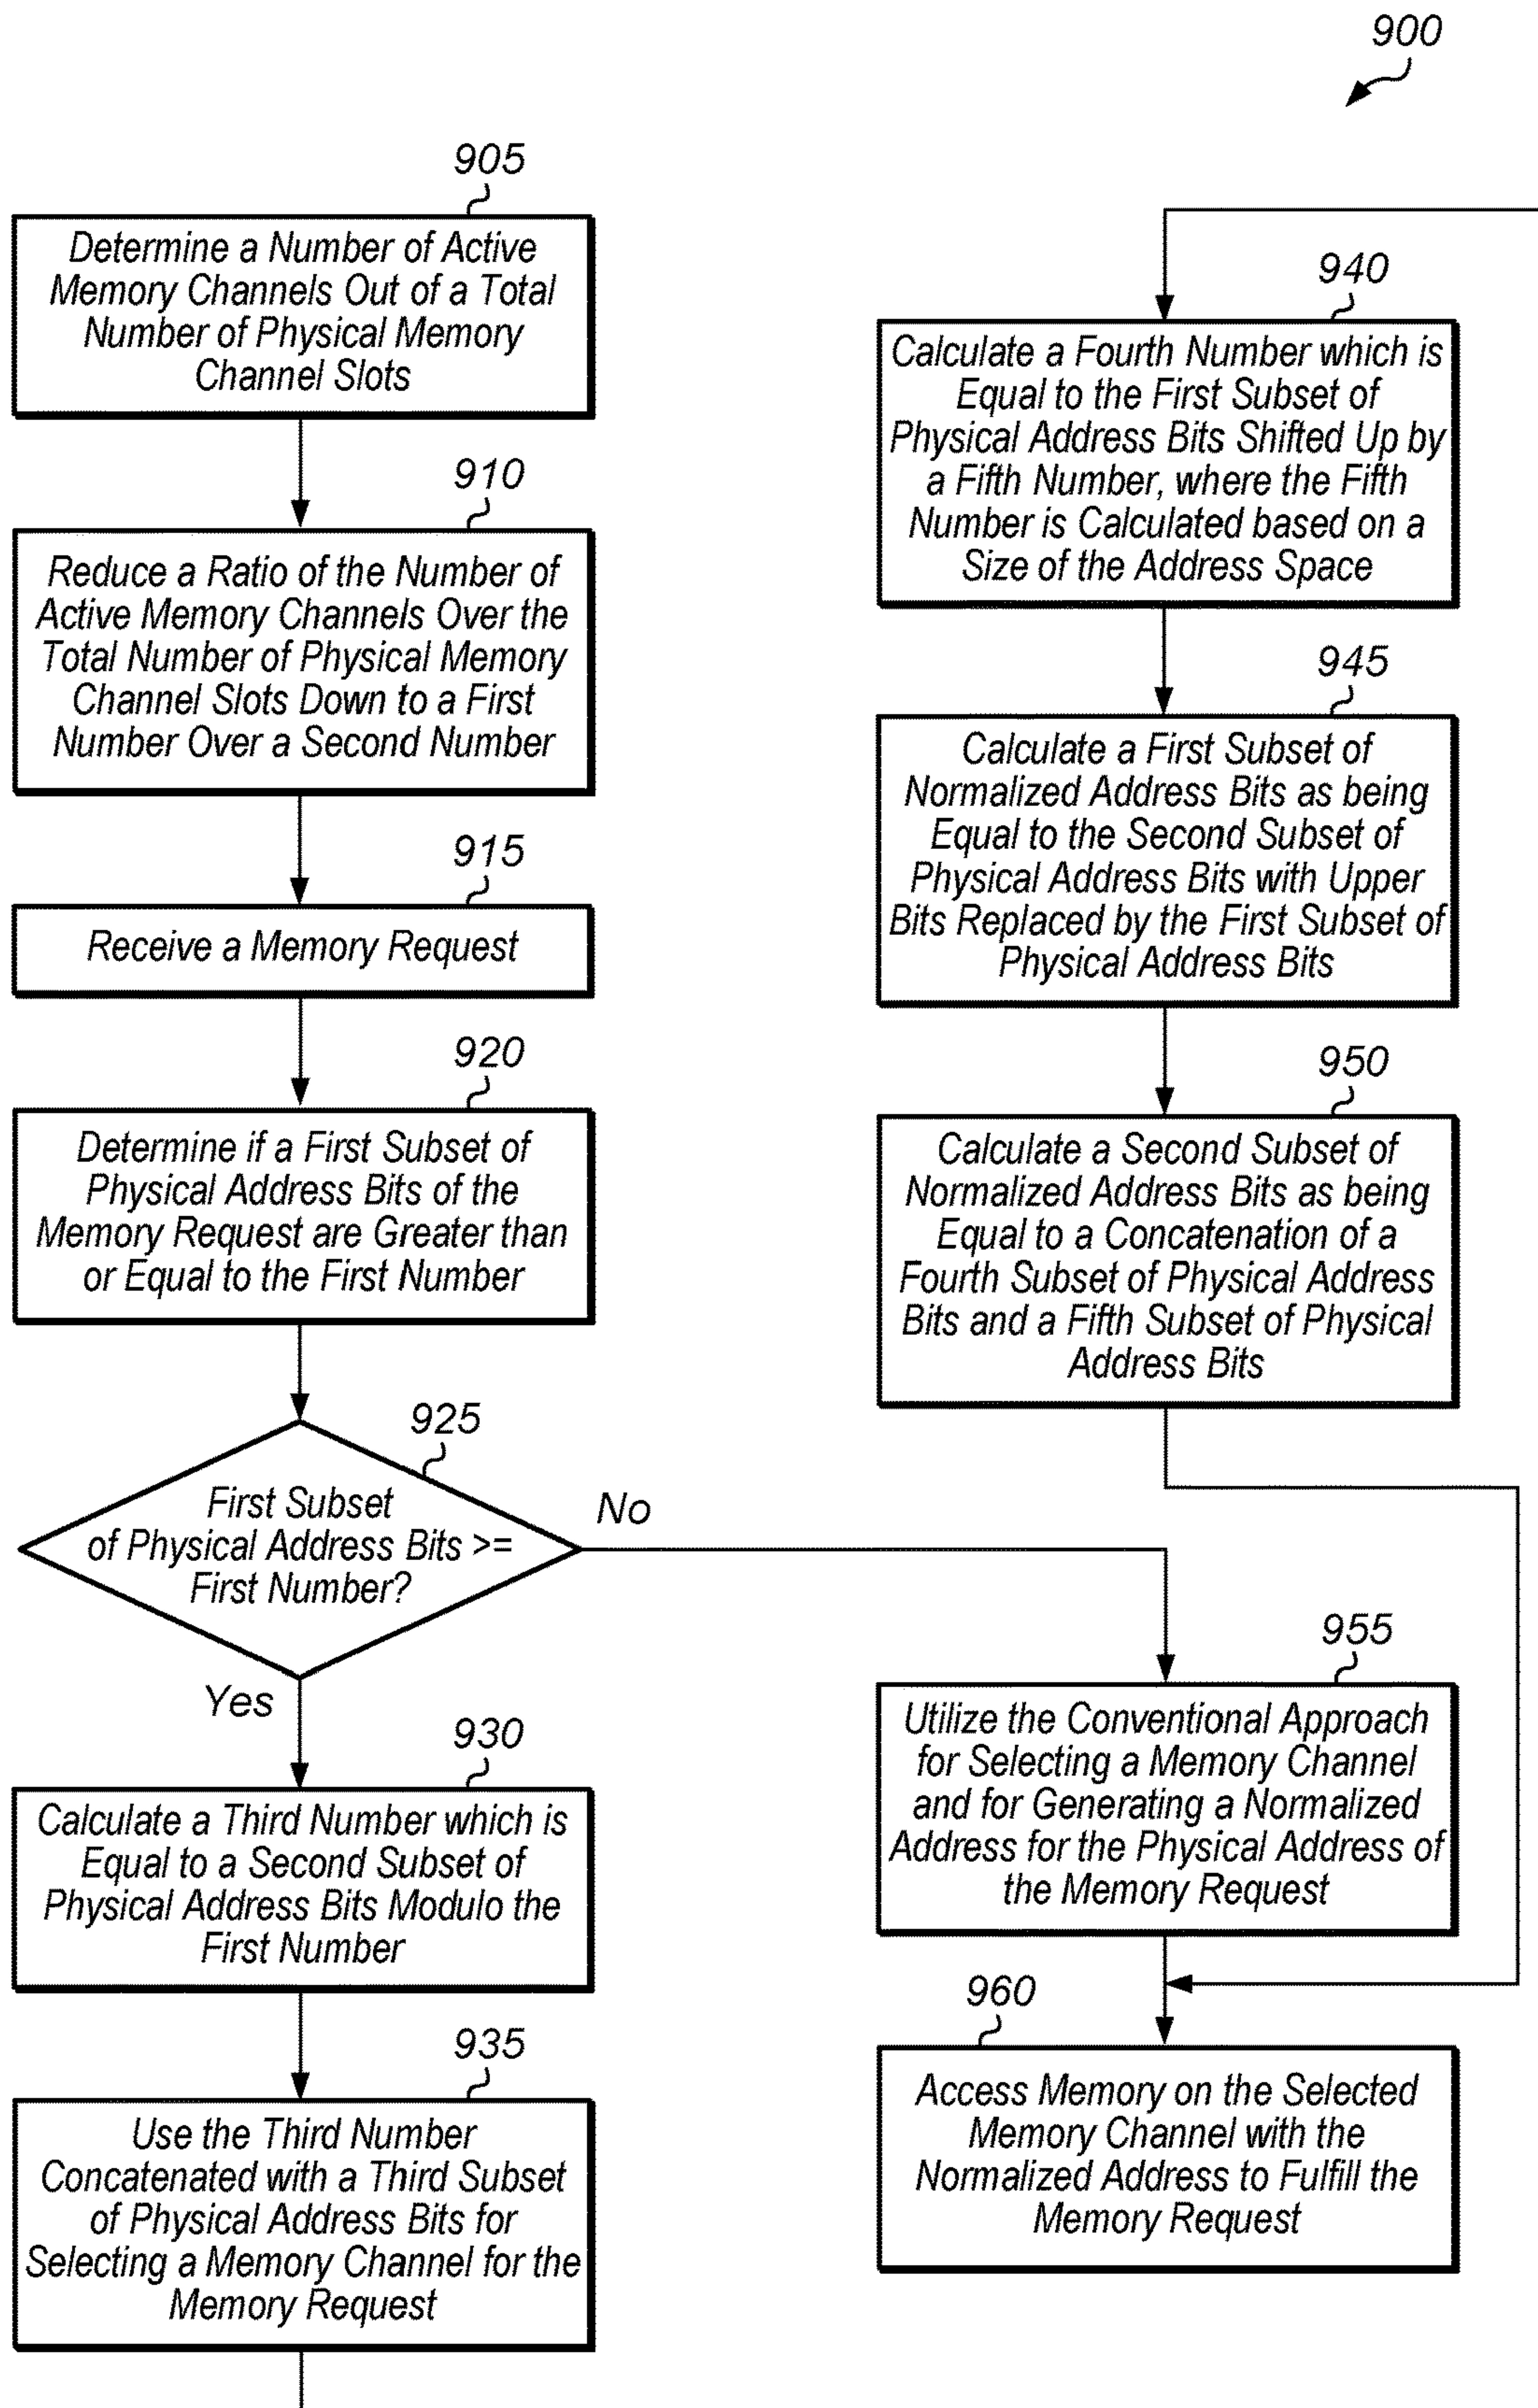 900
905
Determine a Number of Active
Memory Channels Out of a Total
Number of Physical Memory
Channel Slots
910
Reduce a Ratio of the Number of
Active Memory Channels Over the
Total Number of Physical Memory
Channel Slots Down to a First
Number Over a Second Number
915
Receive a Memory Request
920
Determine if a First Subset of
Physical Address Bits of the
Memory Request are Greater than
or Equal to the First Number
925
First Subset
of Physical Address Bits >=
First Number?
No
Yes
930
Calculate a Third Number which is
Equal to a Second Subset of
Physical Address Bits Modulo the
First Number
935
Use the Third Number
Concatenated with a Third Subset
of Physical Address Bits for
Selecting a Memory Channel for the
Memory Request
940
Calculate a Fourth Number which is
Equal to the First Subset of
Physical Address Bits Shifted Up by
a Fifth Number, where the Fifth
Number is Calculated based on a
Size of the Address Space
945
Calculate a First Subset of
Normalized Address Bits as being
Equal to the Second Subset of
Physical Address Bits with Upper
Bits Replaced by the First Subset of
Physical Address Bits
950
Calculate a Second Subset of
Normalized Address Bits as being
Equal to a Concatenation of a
Fourth Subset of Physical Address
Bits and a Fifth Subset of Physical
Address Bits
955
Utilize the Conventional Approach
for Selecting a Memory Channel
and for Generating a Normalized
Address for the Physical Address of
the Memory Request
960
Access Memory on the Selected
Memory Channel with the
Normalized Address to Fulfill the
Memory Request